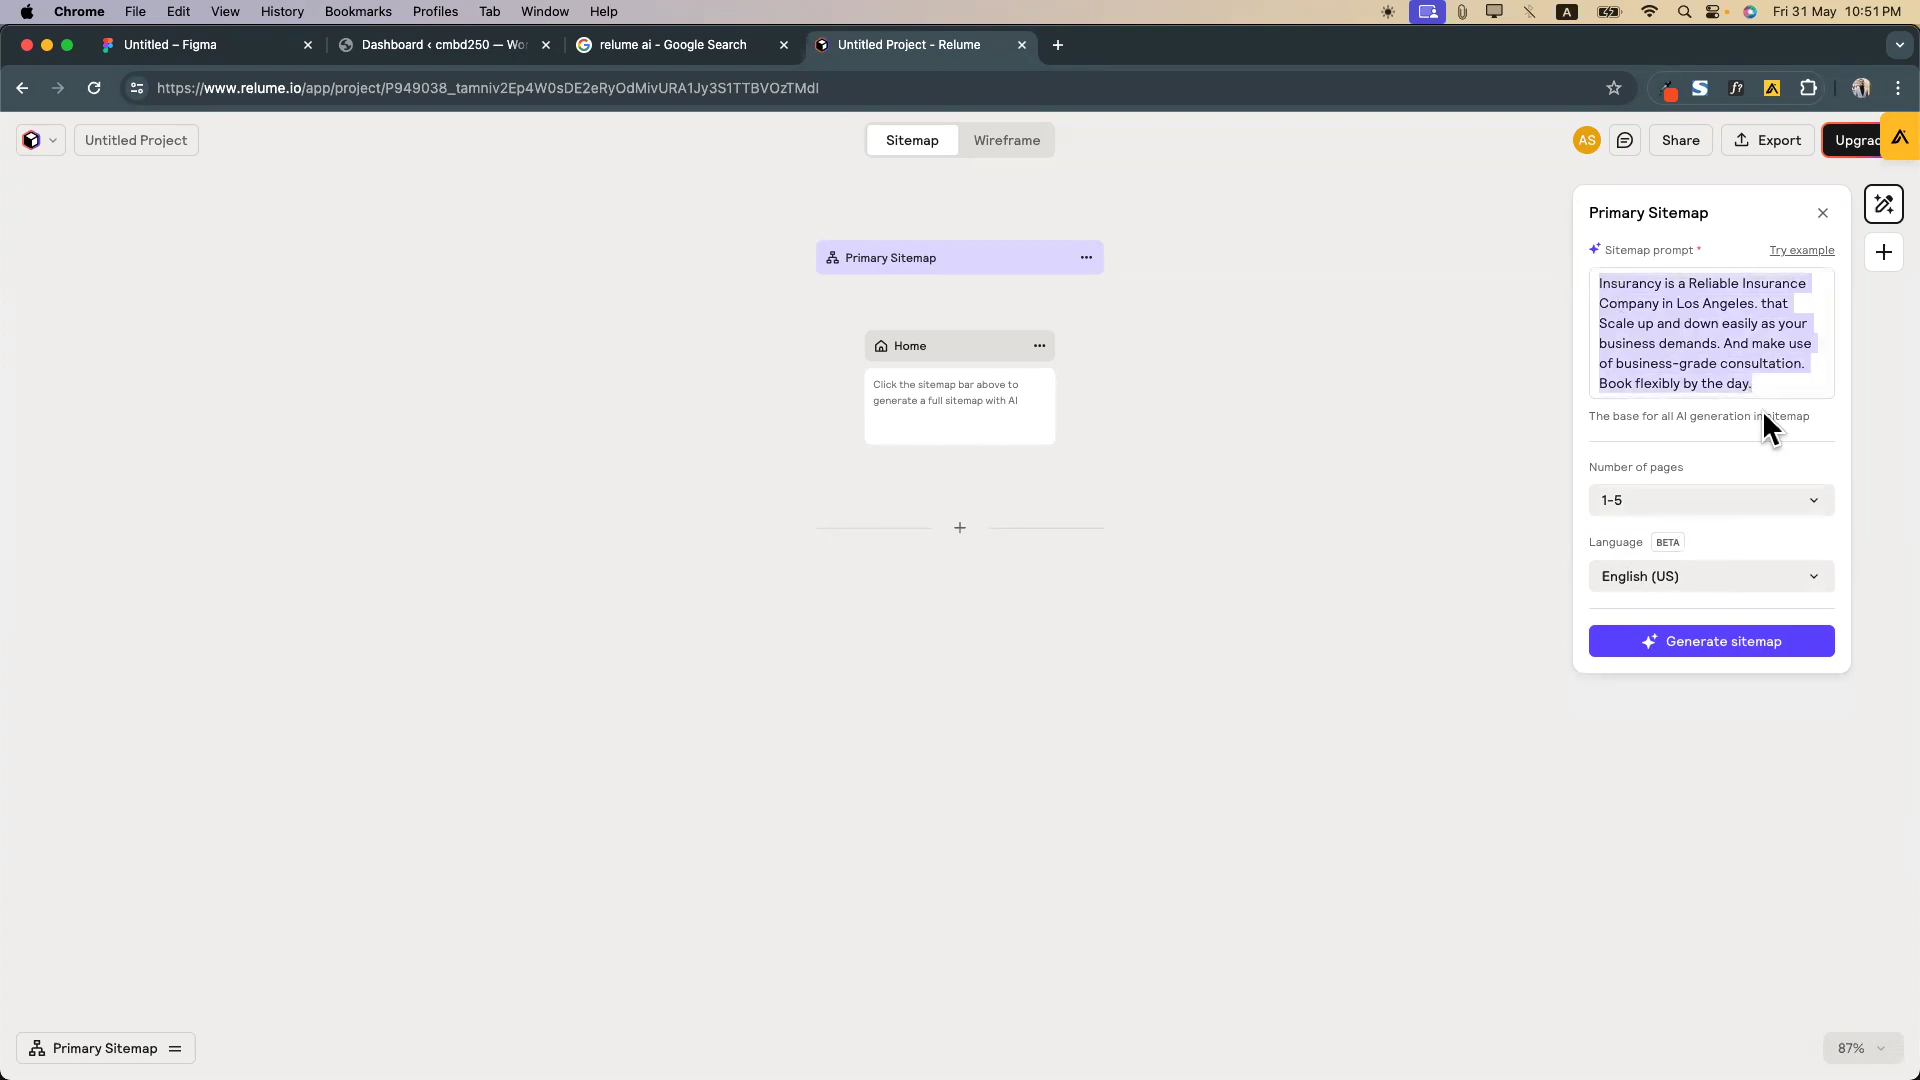 Chrome File Edit View History Bookmarks Profiles Tab Window Help
A
Fri 31 May 10:51 PM
Untitled – Figma
Dashboard ‹ cmbd250 — Wor
relume ai - Google Search
Untitled Project - Relume
https://www.relume.io/app/project/P949038_tamniv2Ep4W0sDE2eRyOdMivURA1Jy3S1TTBVOzTMdI
S
f?
Untitled Project
Sitemap
Wireframe
AS
Share
Export
Upgrad
Primary Sitemap
Home
Click the sitemap bar above to
generate a full sitemap with AI
Primary Sitemap
Sitemap prompt *
Try example
Insurancy is a Reliable Insurance
Company in Los Angeles. that
Scale up and down easily as your
business demands. And make use
of business-grade consultation.
Book flexibly by the day.
The base for all AI generation in sitemap
Number of pages
1-5
Language BETA
English (US)
Generate sitemap
Primary Sitemap
87%